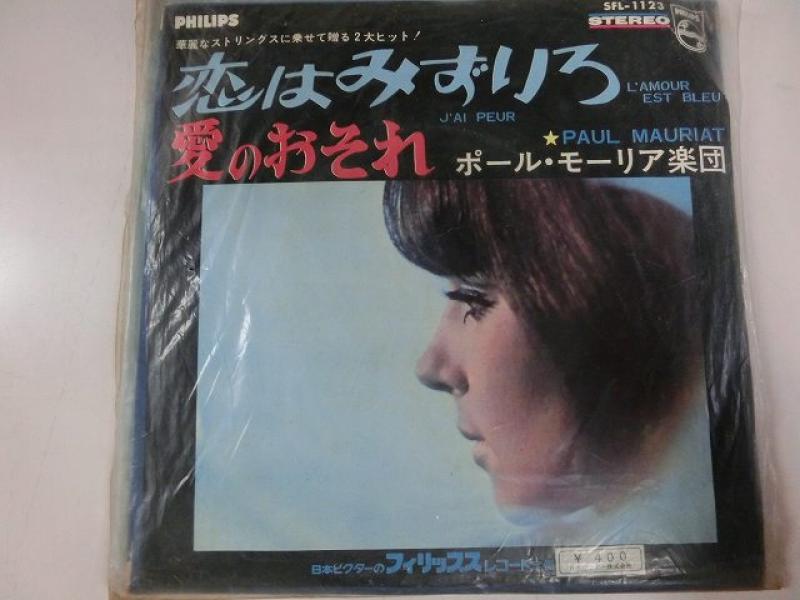 PHILIPS
SFL-1123
STEREO
PHILIPS
華麗なストリングスに乗せて贈る2大ヒット!
恋はみずいろ
L'AMOUR
EST BLEU
J'AI PEUR
愛のおそれ
★PAUL MAURIAT
ポール・モーリア楽団
日本ビクターのフィリップスレコード
¥400